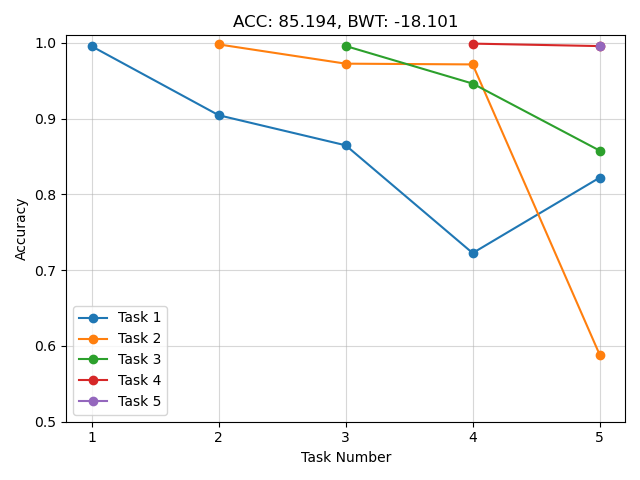 ACC: 85.194, BWT: -18.101
1.0
0.9
0.8
0.7
0.6
0.5
Accuracy
Task 1
Task 2
Task 3
Task 4
Task 5
1 2 3 4 5
Task Number